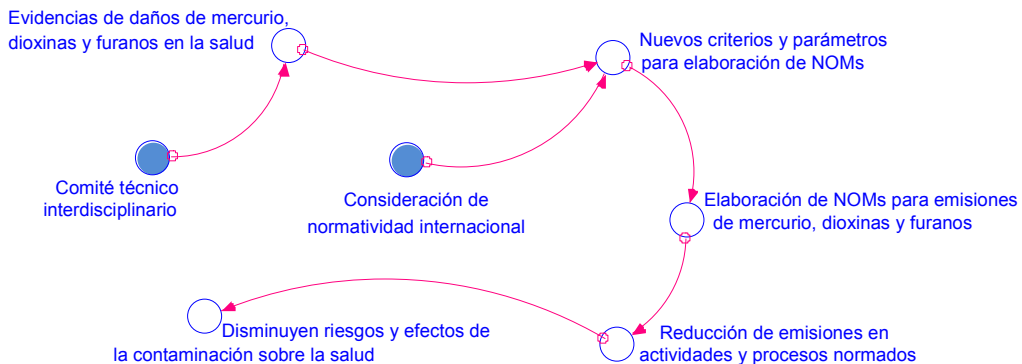 Evidencias de daños de mercurio,
dioxinas y furanos en la salud
Nuevos criterios y parámetros
para elaboración de NOMs
Comité técnico
interdisciplinario
Consideración de
normatividad internacional
Elaboración de NOMs para emisiones
de mercurio, dioxinas y furanos
Disminuyen riesgos y efectos de
la contaminación sobre la salud
Reducción de emisiones en
actividades y procesos normados